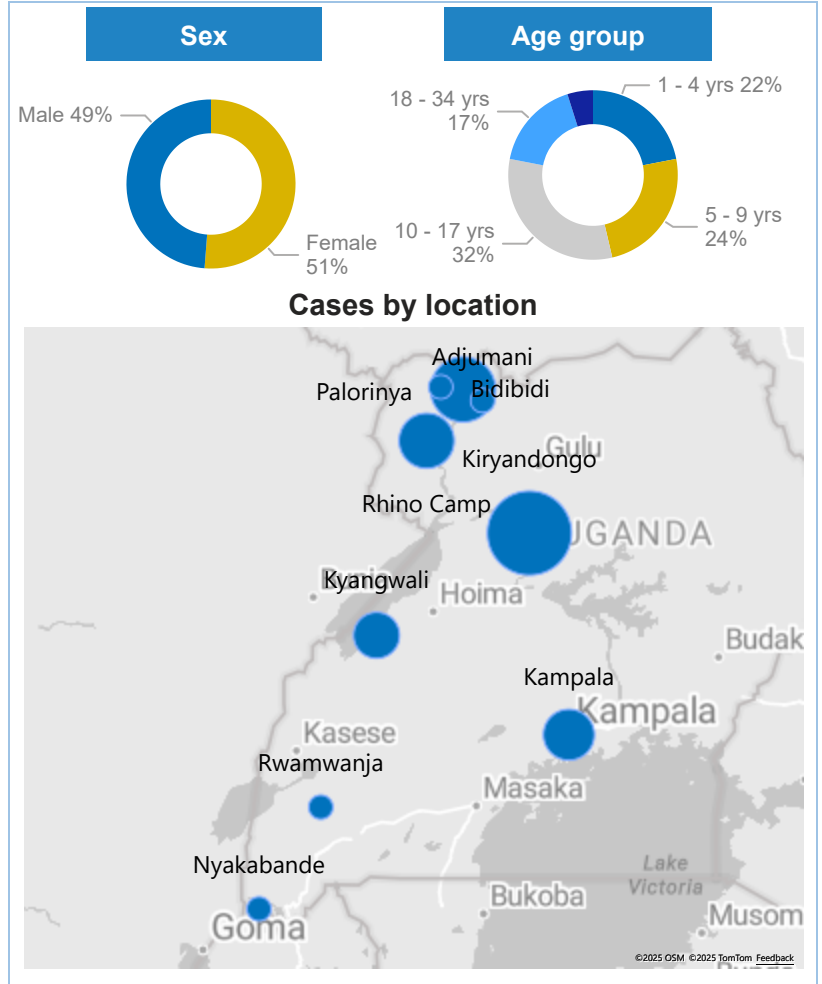 Sex
Age group
Male 49%
Female
51%
1 - 4 yrs 22%
18 - 34 yrs
17%
10 - 17 yrs
32%
5 - 9 yrs
24%
Cases by location
Adjumani
Palorinya
Bidibidi
Gulu
Kiryandongo
Rhino Camp
UGANDA
Kyangwali
Hoima
Budak
Kampala
Kampala
Kasese
Rwamwanja
Masaka
Nyakabande
Lake
Victoria
Bukoba
Goma
Musom
©2025 OSM ©2025 TomTom Feedback